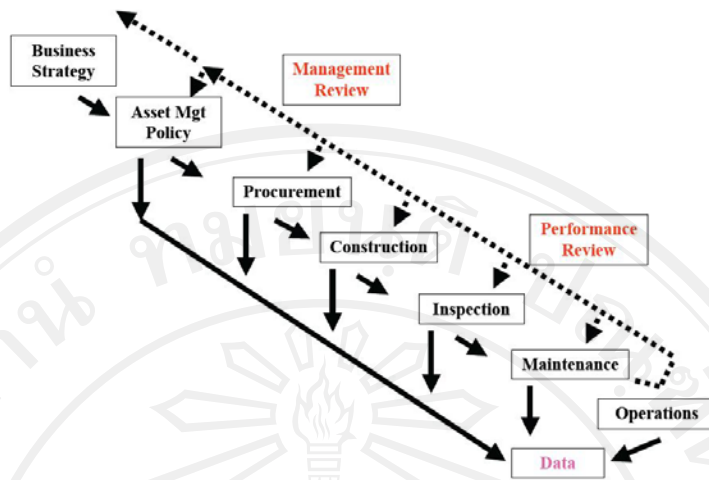 Business
Strategy
Management
Review
Asset Mgt
Policy
Procurement
Construction
Performance
Review
Inspection
Maintenance
Operations
Data